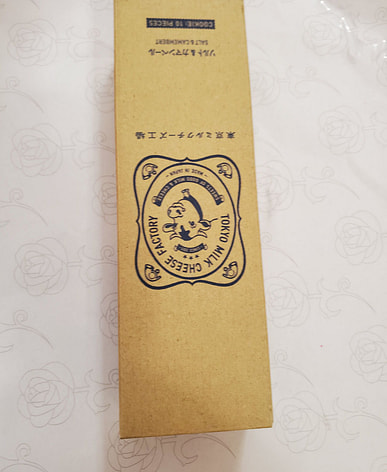 TOKYO MILK CHEESE FACTORY
MADE IN JAPAN
東京ミルクチーズ工場
ソルト&カマンベール
SALT & CAMEMBERT
COOKIE: 10 PIECES